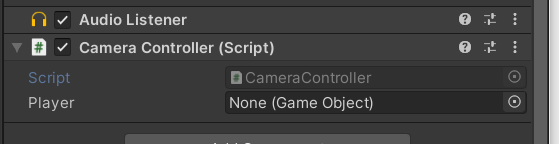 Audio Listener
# Camera Controller (Script)
Script # CameraController
Player None (Game Object)